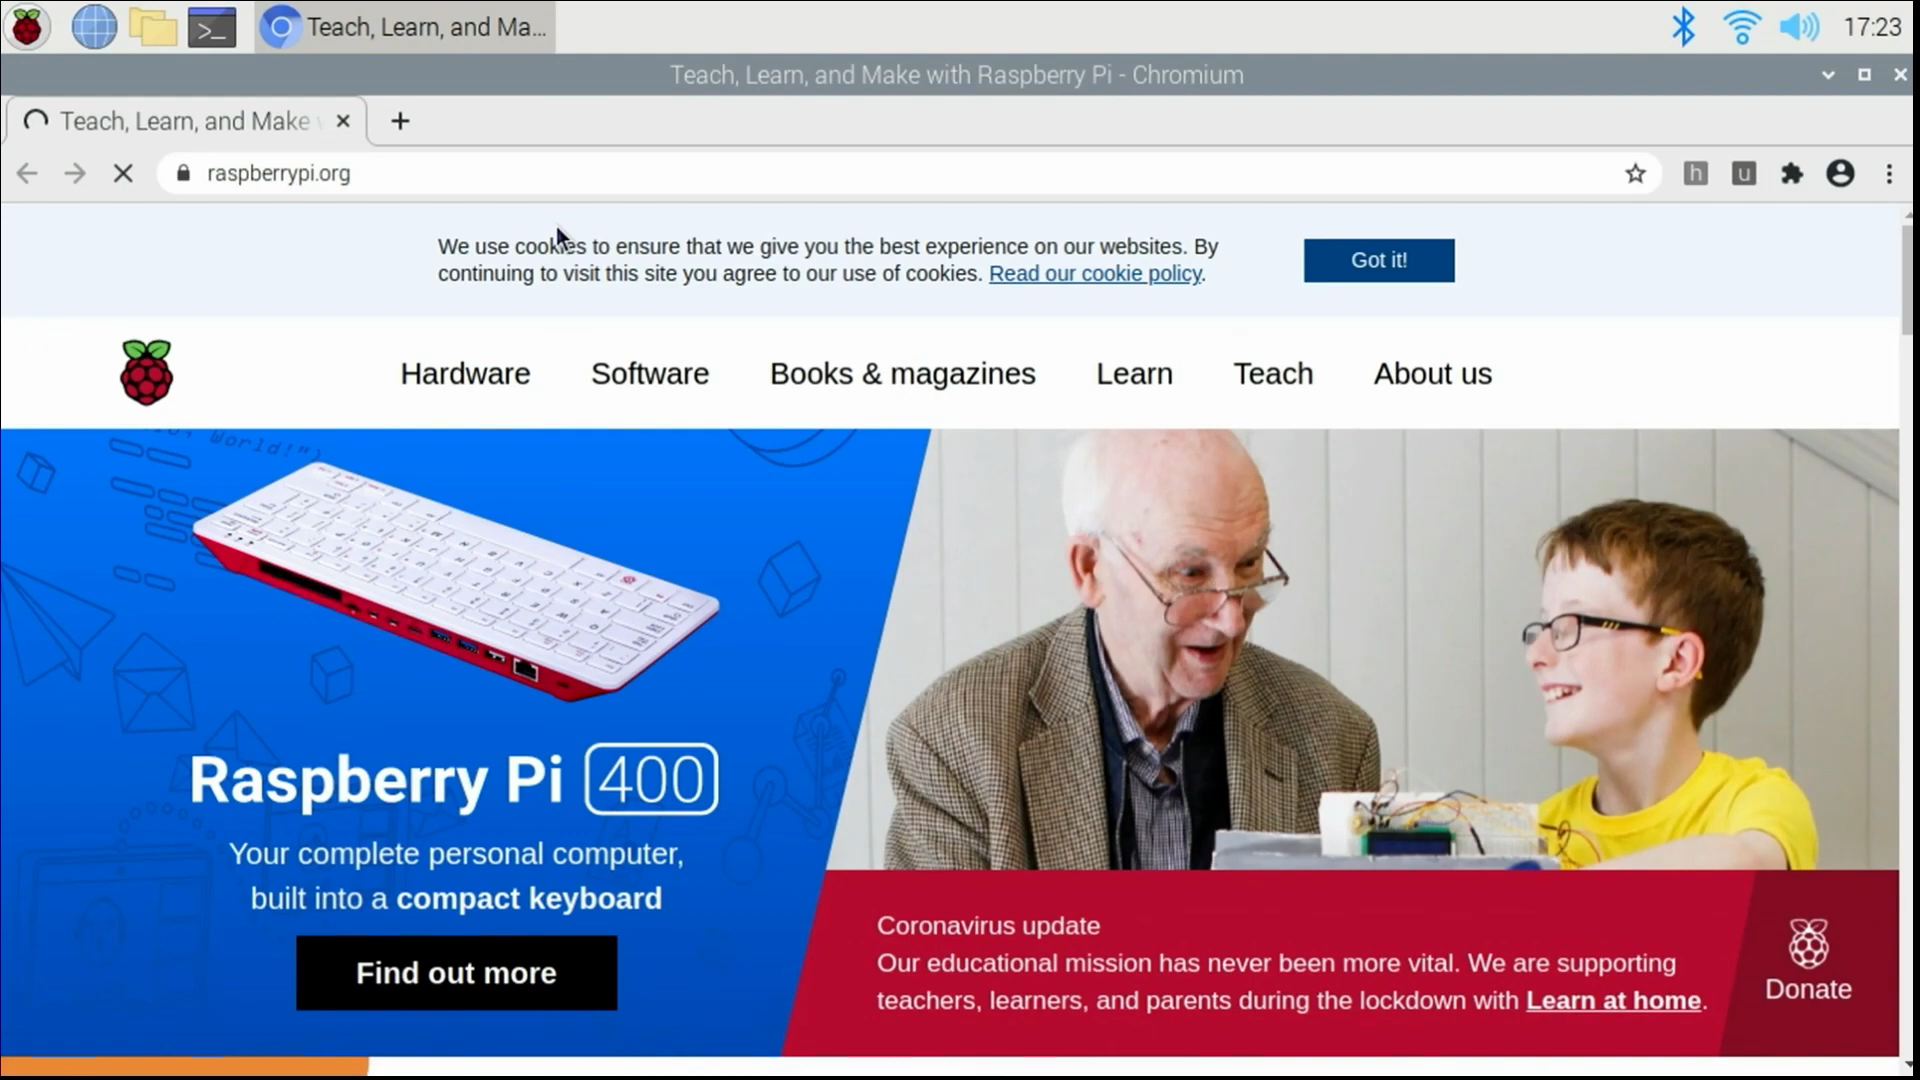 Teach, Learn, and Ma...
17:23
Teach, Learn, and Make with Raspberry Pi - Chromium
Teach, Learn, and Make
raspberrypi.org
h
u
We use cookies to ensure that we give you the best experience on our websites. By
continuing to visit this site you agree to our use of cookies. Read our cookie policy.
Got it!
Hardware
Software
Books & magazines
Learn
Teach
About us
World!")
Raspberry Pi 400
Your complete personal computer,
built into a compact keyboard
Find out more
Coronavirus update
Our educational mission has never been more vital. We are supporting
teachers, learners, and parents during the lockdown with Learn at home.
Donate